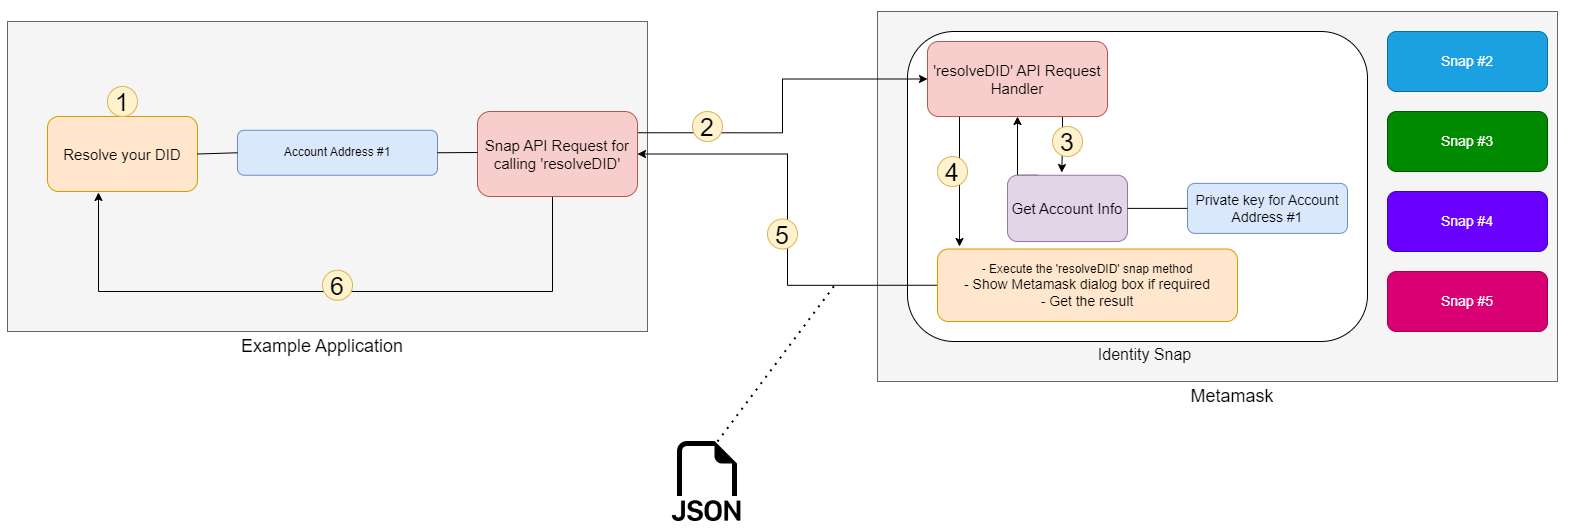 1
Resolve your DID
Account Address #1
Snap API Request for
calling 'resolveDID'
2
5
6
Example Application
'resolveDID' API Request
Handler
3
4
Get Account Info
Private key for Account
Address #1
- Execute the 'resolveDID' snap method
- Show Metamask dialog box if required
- Get the result
Identity Snap
Snap #2
Snap #3
Snap #4
Snap #5
Metamask
JSON